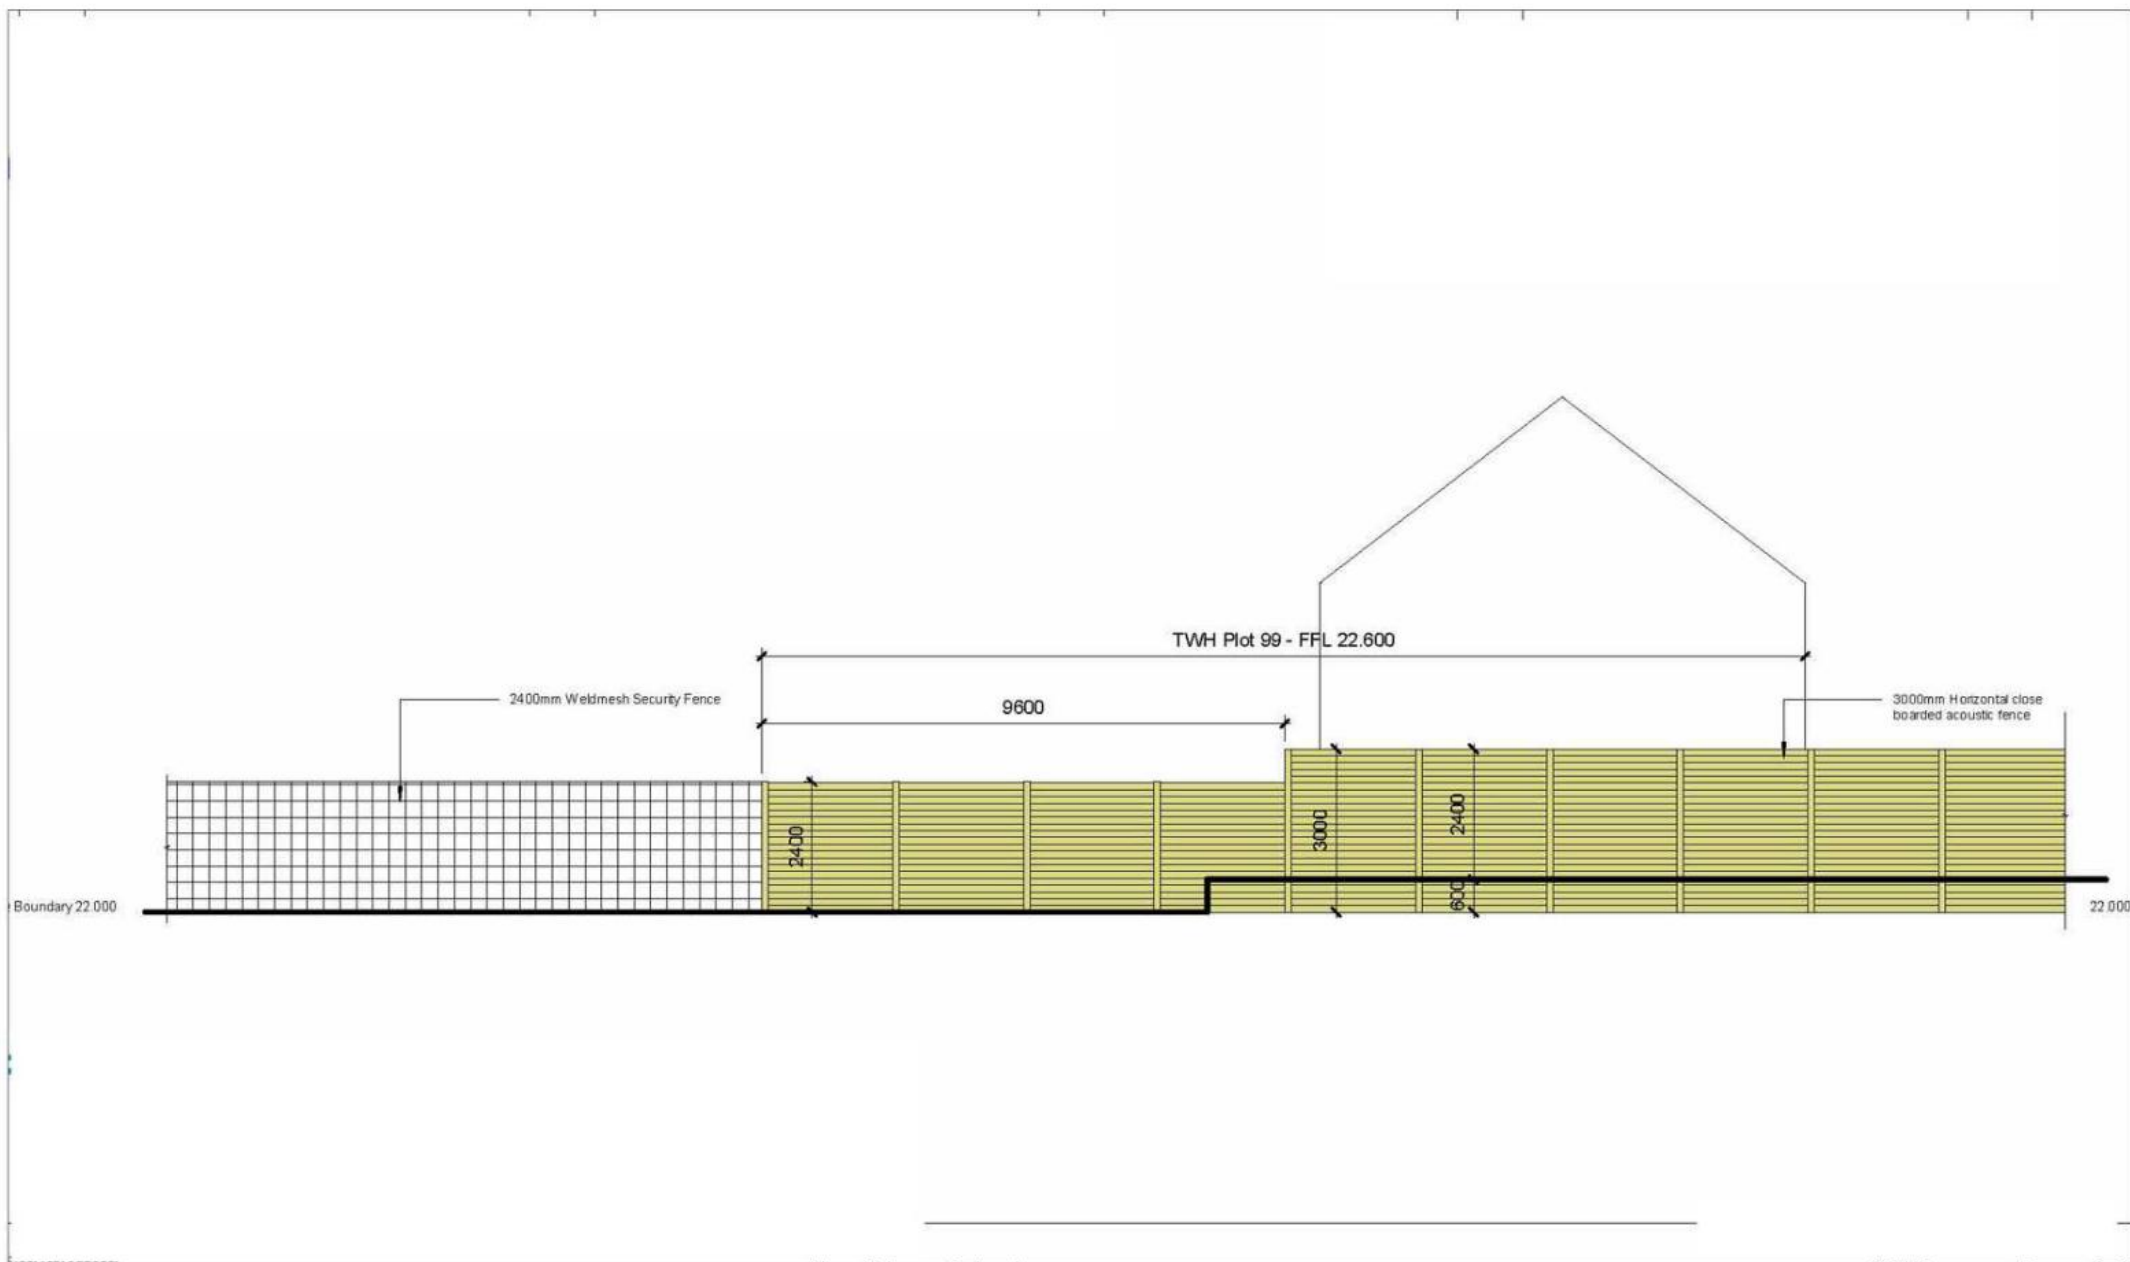 TWH Plot 99 - FFL 22.600
2400mm Weldmesh Security Fence
9600
3000mm Horizontal close
boarded acoustic fence
2400
3000
2400
600
Boundary 22.000
22.000